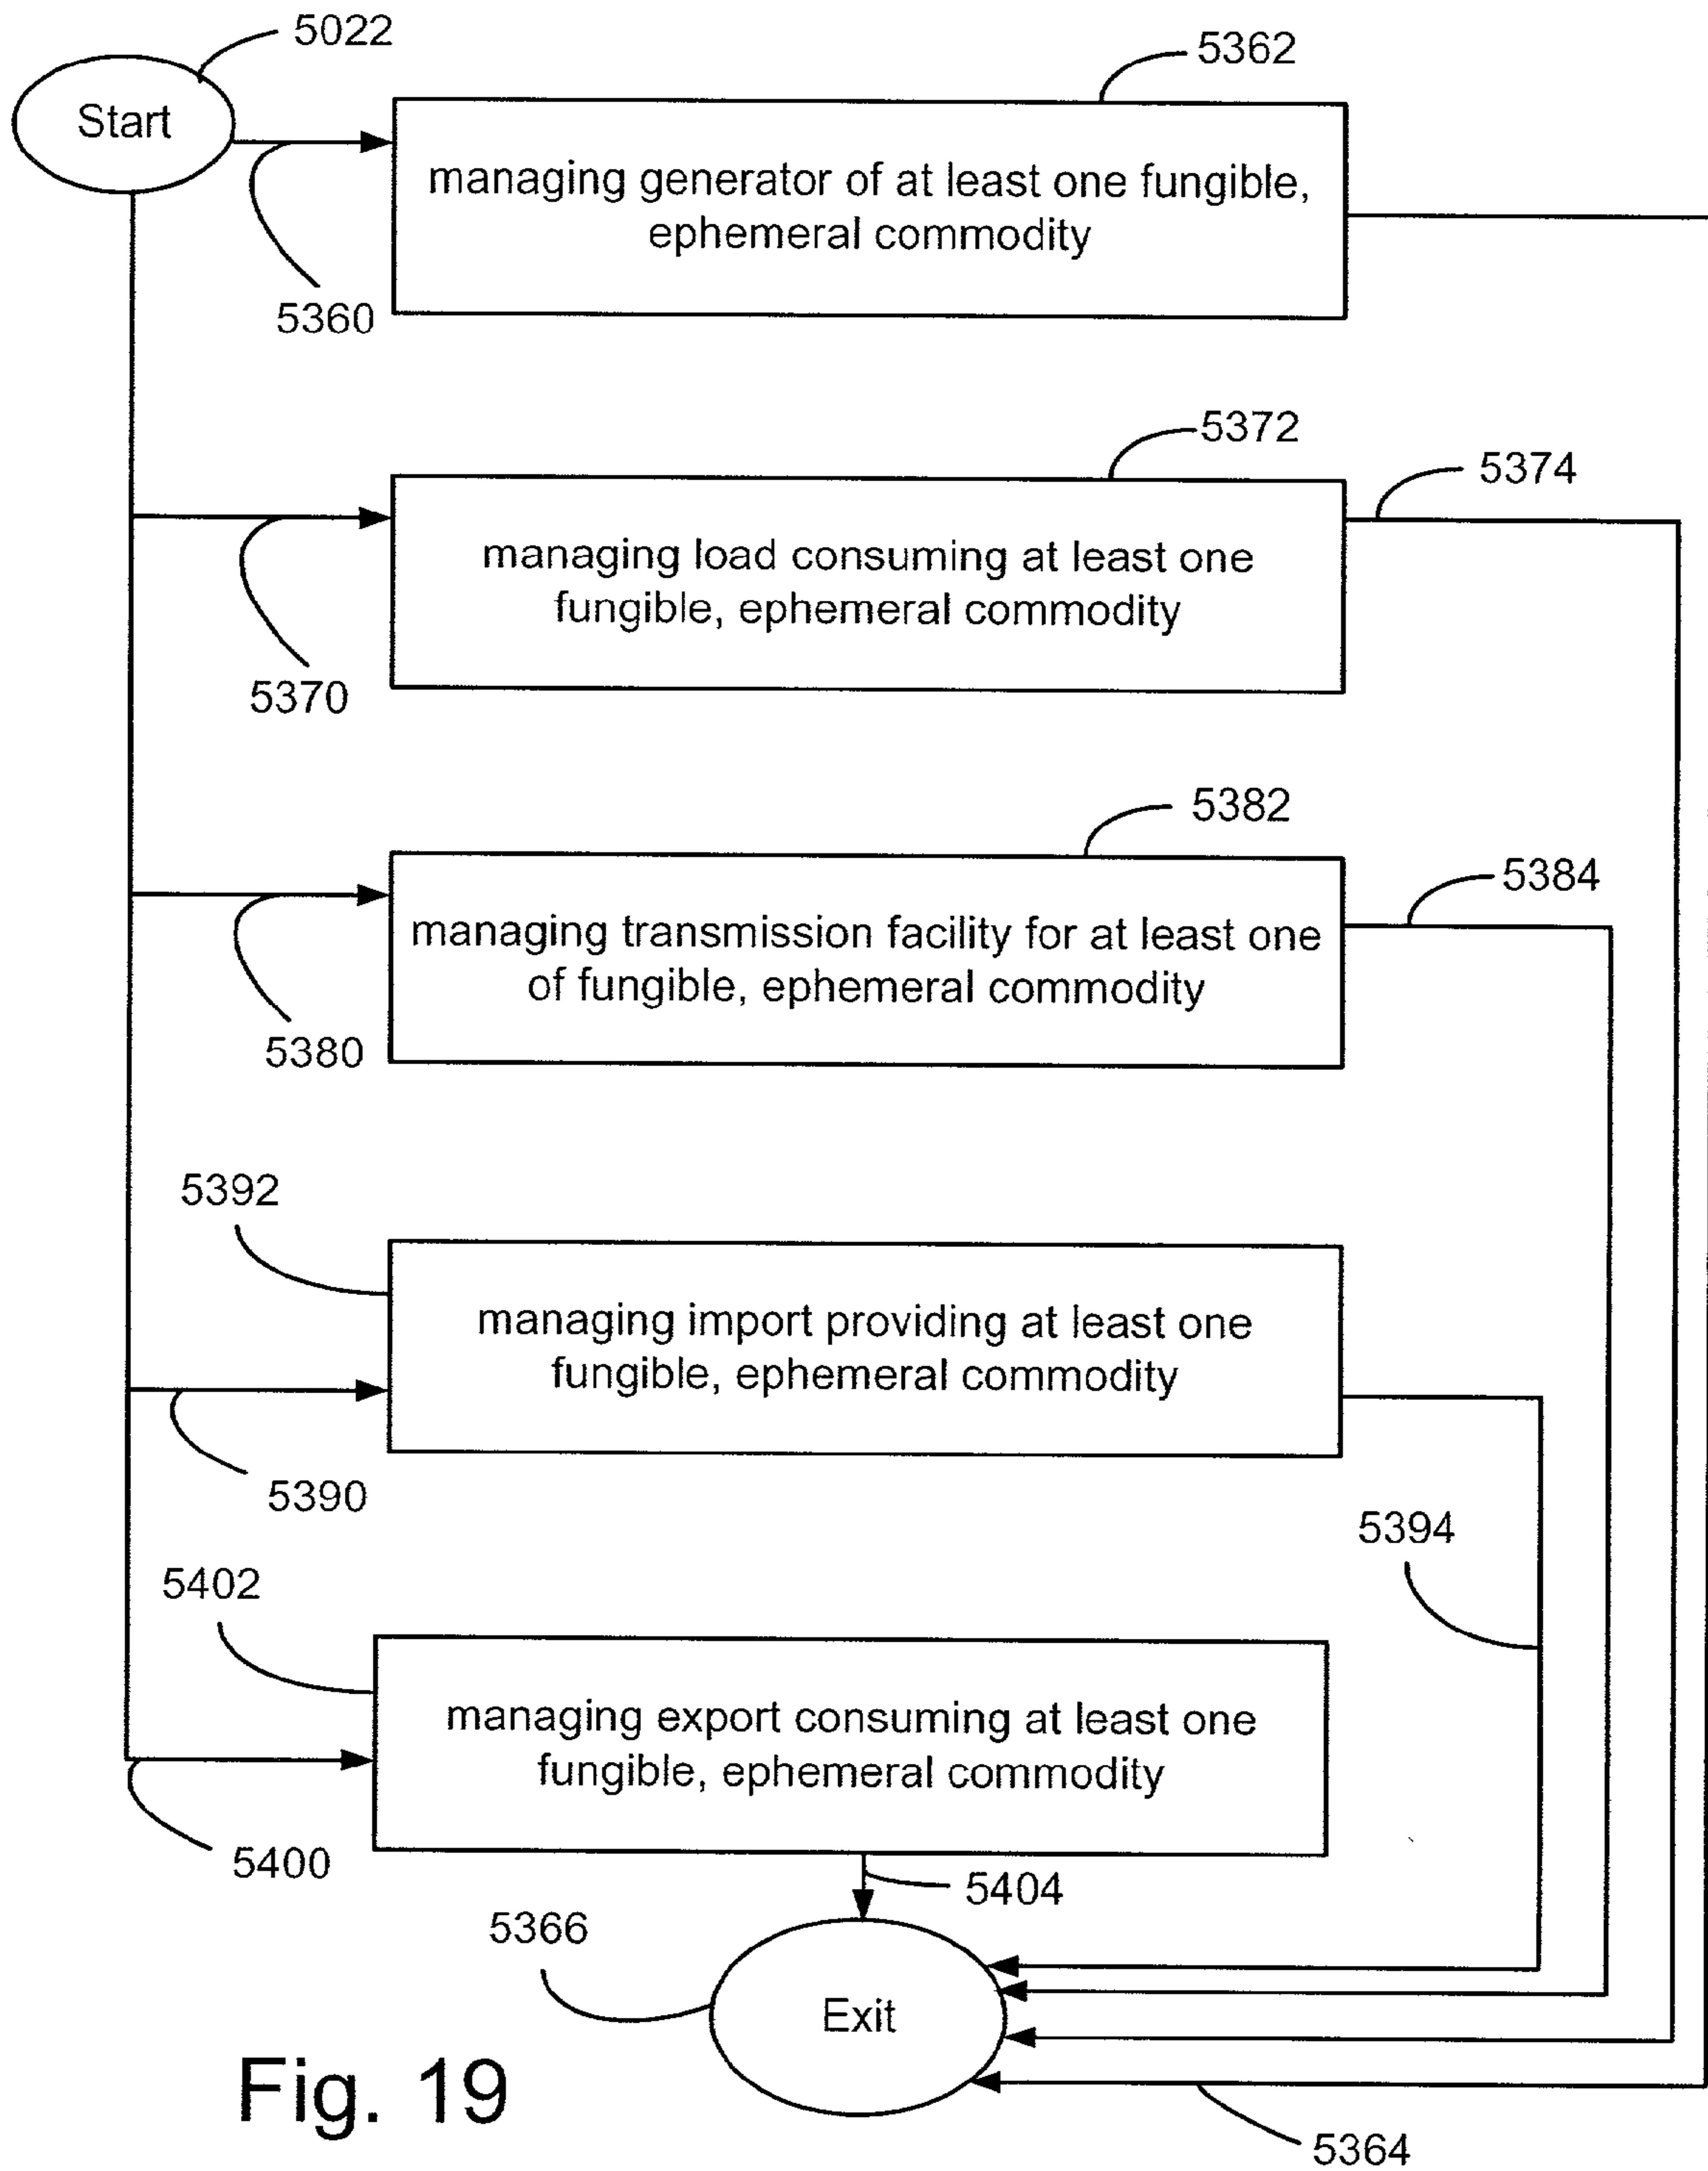 5022
Start
5362
managing generator of at least one fungible,
ephemeral commodity
5360
5372
5374
managing load consuming at least one
fungible, ephemeral commodity
5370
5382
5384
managing transmission facility for at least one
of fungible, ephemeral commodity
5380
5392
managing import providing at least one
fungible, ephemeral commodity
5390
5394
5402
managing export consuming at least one
fungible, ephemeral commodity
5400
5404
5366
Exit
Fig. 19
5364